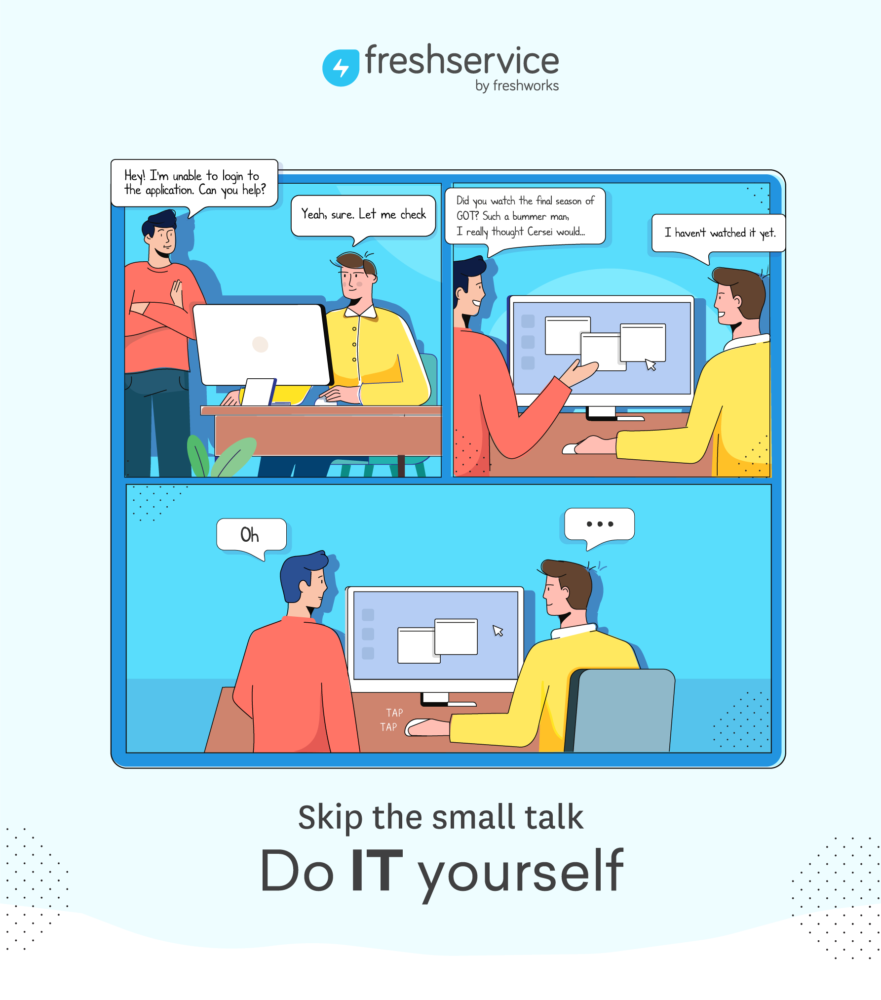 freshservice
by freshworks
Hey! I'm unable to login to
the application. Can you help?
Yeah, sure. Let me check
Did you watch the final season of
GOT? Such a bummer man,
I really thought Cersei would...
I haven't watched it yet.
Oh
...
TAP
TAP
Skip the small talk
Do IT yourself